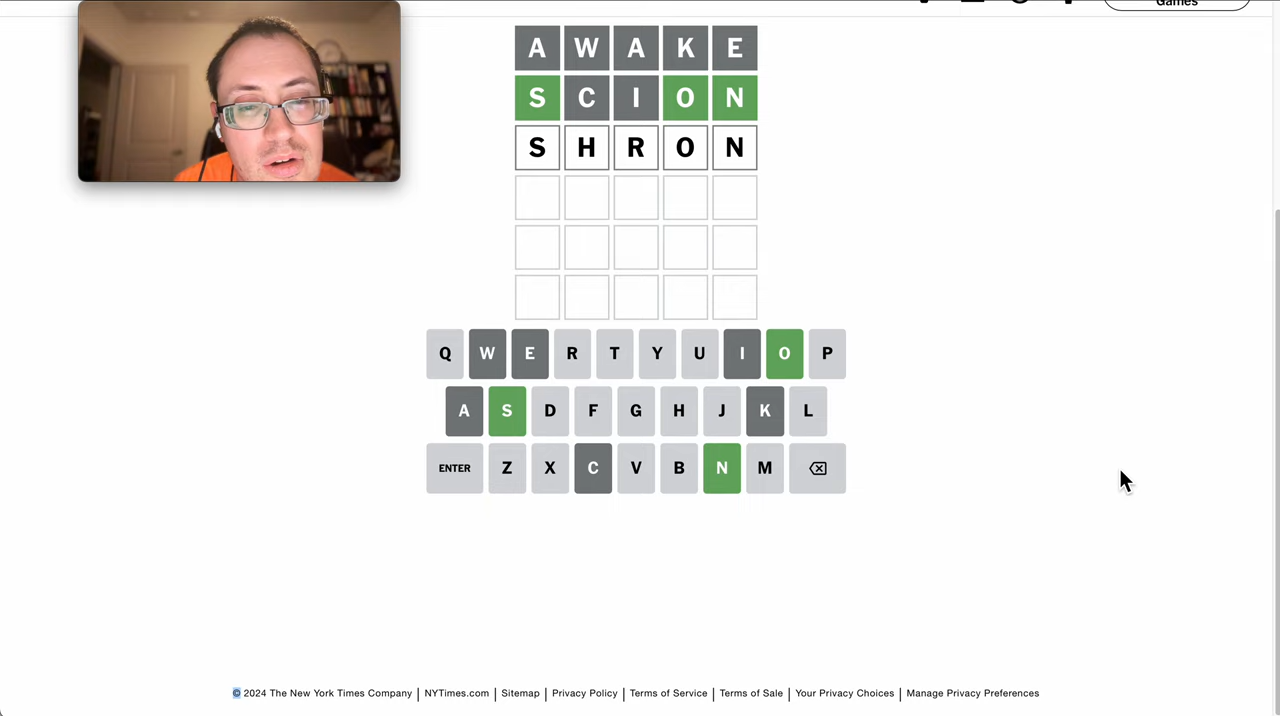 Games
A W A K E
S C I O N
S H R O N
Q W E R T Y U I O P
A S D F G H J K L
ENTER Z X C V B N M
© 2024 The New York Times Company | NYTimes.com | Sitemap | Privacy Policy | Terms of Service | Terms of Sale | Your Privacy Choices | Manage Privacy Preferences